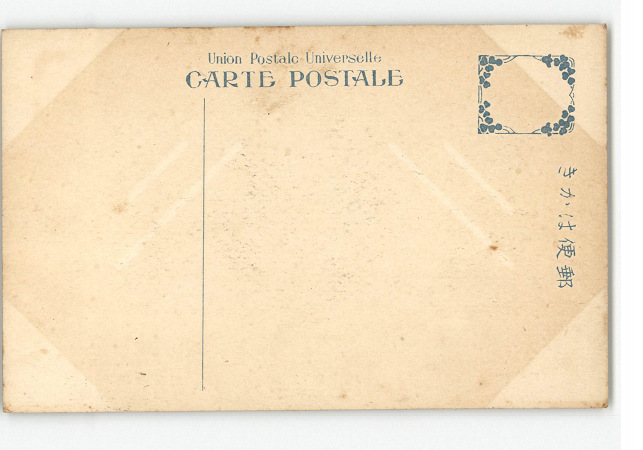 Union Postale Universelle
CARTE POSTALE
郵便はかき